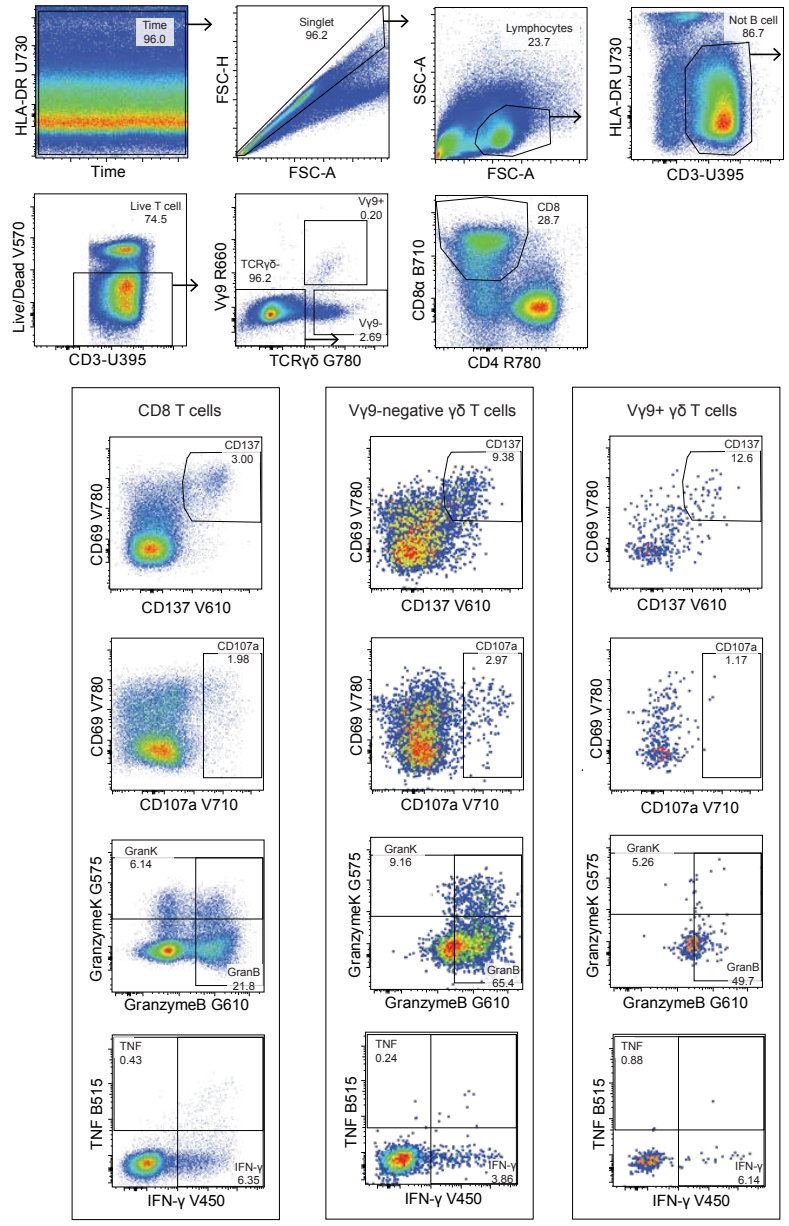 HLA-DR U730
Time
96.0
Time
FSC-H
Singlet
96.2
FSC-A
SSC-A
Lymphocytes
23.7
FSC-A
HLA-DR U730
Not B cell
86.7
CD3-U395
Live/Dead V570
Live T cell
74.5
CD3-U395
Vγ9 R660
Vγ9+
0.20
TCRγδ-
96.2
Vγ9-
2.69
TCRγδ G780
CD8α B710
CD8
28.7
CD4 R780
CD8 T cells
CD69 V780
CD137
3.00
CD137 V610
CD69 V780
CD107a
1.98
CD107a V710
GranzymeK G575
GranK
6.14
GranB
21.8
GranzymeB G610
TNF B515
TNF
0.43
IFN-γ
6.35
IFN-γ V450
Vγ9-negative γδ T cells
CD69 V780
CD137
9.38
CD137 V610
CD69 V780
CD107a
2.97
CD107a V710
GranzymeK G575
GranK
9.16
GranB
65.4
GranzymeB G610
TNF B515
TNF
0.24
IFN-γ
3.86
IFN-γ V450
Vγ9+ γδ T cells
CD69 V780
CD137
12.6
CD137 V610
CD69 V780
CD107a
1.17
CD107a V710
GranzymeK G575
GranK
5.26
GranB
49.7
GranzymeB G610
TNF B515
TNF
0.88
IFN-γ
6.14
IFN-γ V450